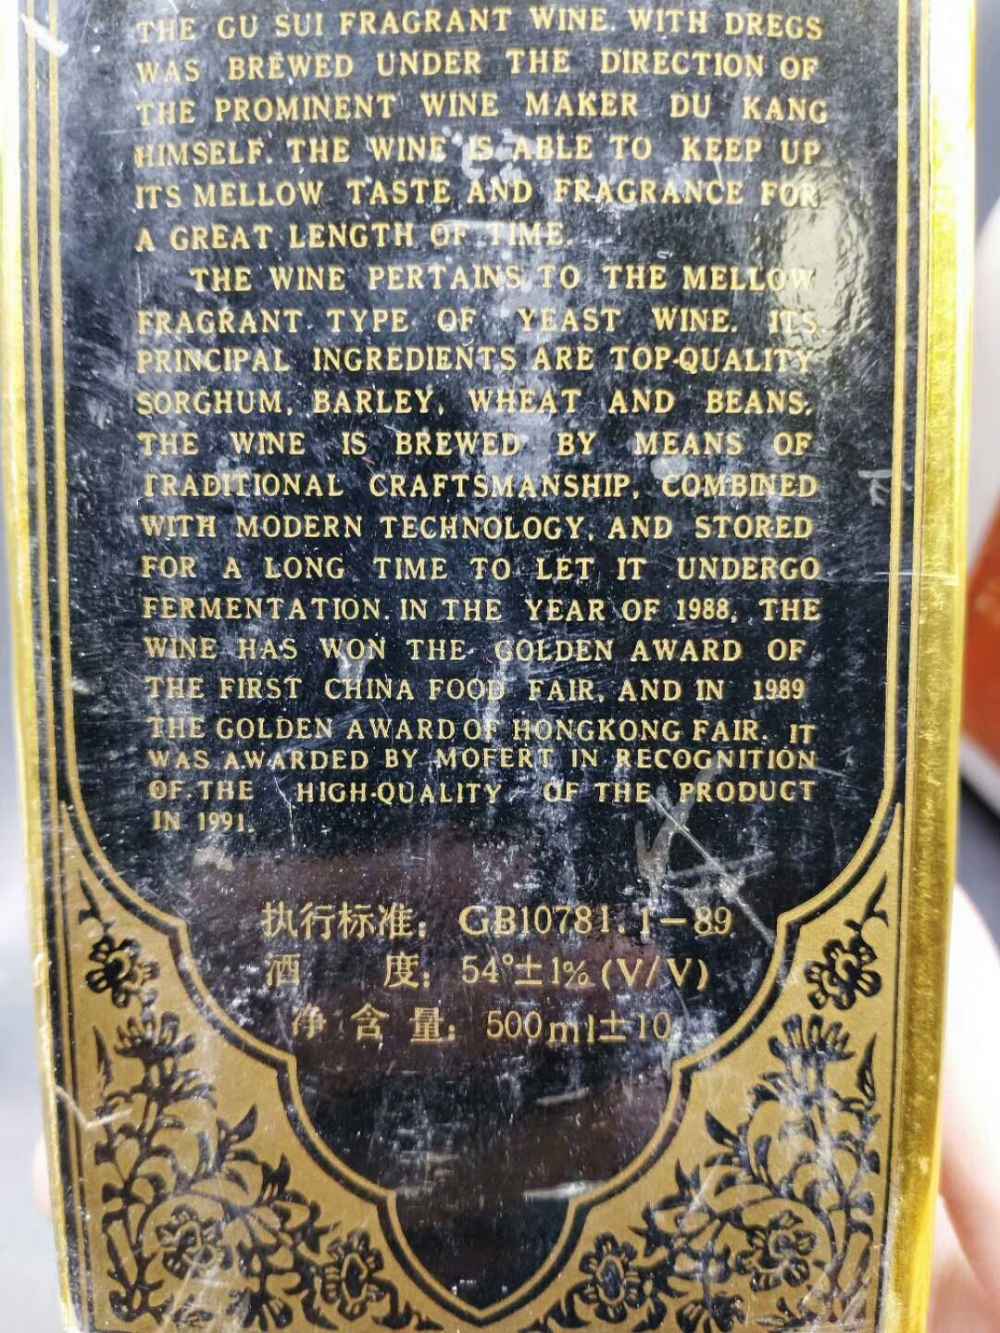 THE GU SUI FRAGRANT WINE. WITH DREGS
WAS BREWED UNDER THE DIRECTION OF
THE PROMINENT WINE MAKER DU KANG
HIMSELF. THE WINE IS ABLE TO KEEP UP
ITS MELLOW TASTE AND FRAGRANCE FOR
A GREAT LENGTH OF TIME.
THE WINE PERTAINS TO THE MELLOW
FRAGRANT TYPE OF YEAST WINE. ITS
PRINCIPAL INGREDIENTS ARE TOP-QUALITY
SORGHUM, BARLEY, WHEAT AND BEANS.
THE WINE IS BREWED BY MEANS OF
TRADITIONAL CRAFTSMANSHIP, COMBINED
WITH MODERN TECHNOLOGY, AND STORED
FOR A LONG TIME TO LET IT UNDERGO
FERMENTATION. IN THE YEAR OF 1988, THE
WINE HAS WON THE GOLDEN AWARD OF
THE FIRST CHINA FOOD FAIR, AND IN 1989
THE GOLDEN AWARD OF HONGKONG FAIR. IT
WAS AWARDED BY MOFERT IN RECOGNITION
OF THE HIGH-QUALITY OF THE PRODUCT
IN 1991.
执行标准: GB10781.1-89
酒 度: 54°±1%(V/V)
净含量: 500ml±10